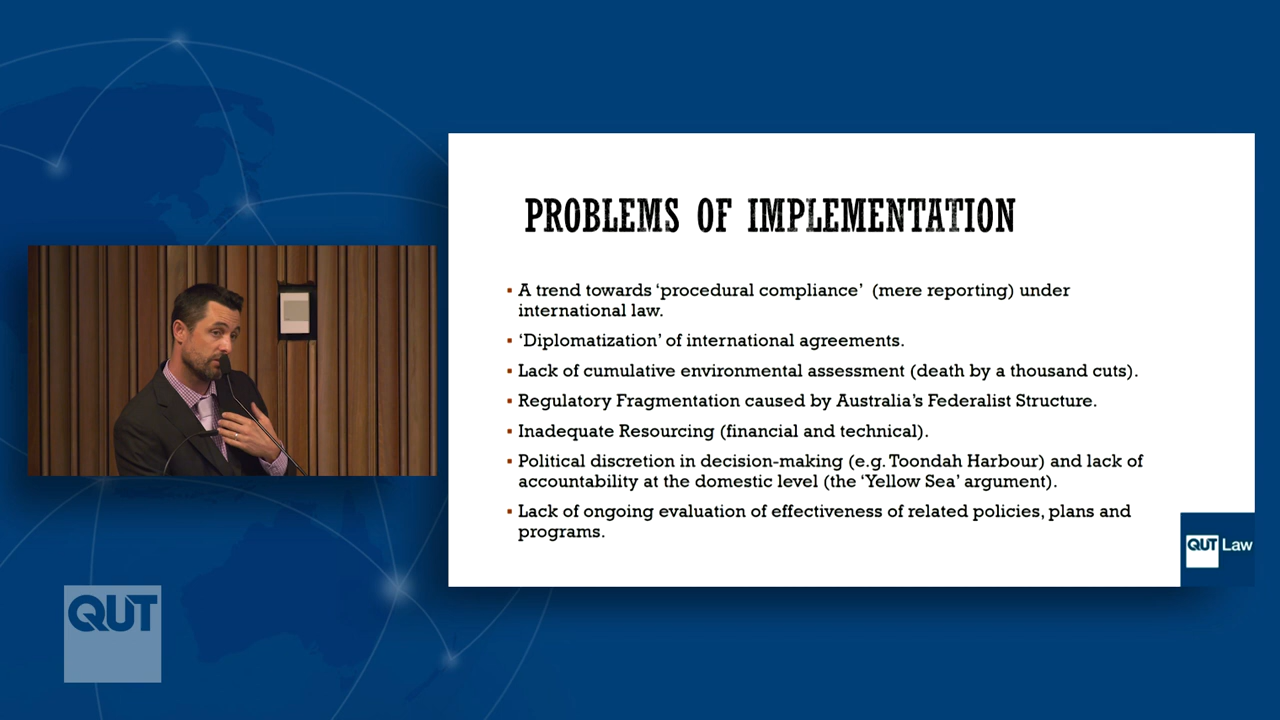 PROBLEMS OF IMPLEMENTATION
▪ A trend towards ‘procedural compliance’ (mere reporting) under
international law.
▪ ‘Diplomatization’ of international agreements.
▪ Lack of cumulative environmental assessment (death by a thousand cuts).
▪ Regulatory Fragmentation caused by Australia’s Federalist Structure.
▪ Inadequate Resourcing (financial and technical).
▪ Political discretion in decision-making (e.g. Toondah Harbour) and lack of
accountability at the domestic level (the ‘Yellow Sea’ argument).
▪ Lack of ongoing evaluation of effectiveness of related policies, plans and
programs.
QUT Law
QUT